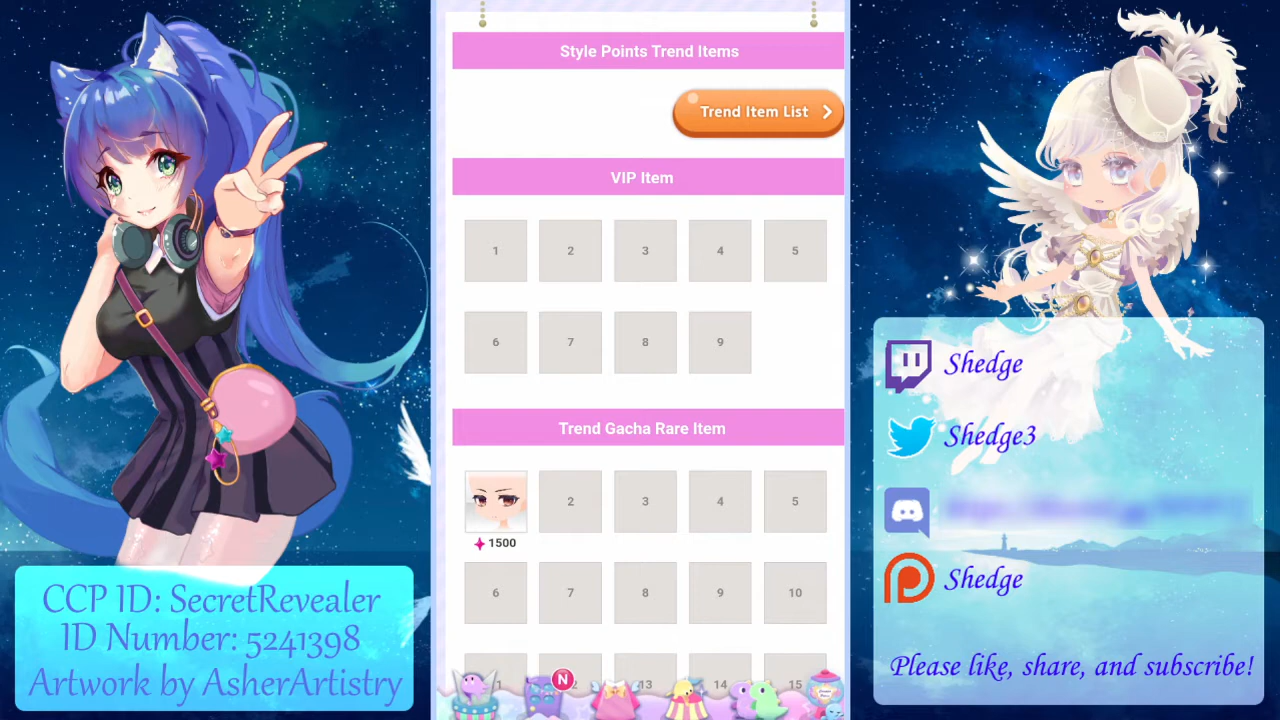 Style Points Trend Items
Trend Item List
VIP Item
1 2 3 4 5
6 7 8 9
Trend Gacha Rare Item
2 3 4 5
1500
6 7 8 9 10
13 14 15
N
CCP ID: SecretRevealer
ID Number: 5241398
Artwork by AsherArtistry
Shedge
Shedge3
Shedge
Please like, share, and subscribe!